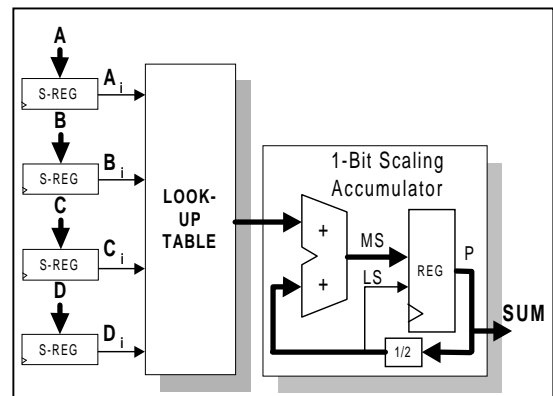 A
S-REG
A i
B
S-REG
B i
C
S-REG
C i
D
S-REG
D i
LOOK-
UP
TABLE
1-Bit Scaling
Accumulator
+
+
MS
LS
REG
P
1/2
SUM